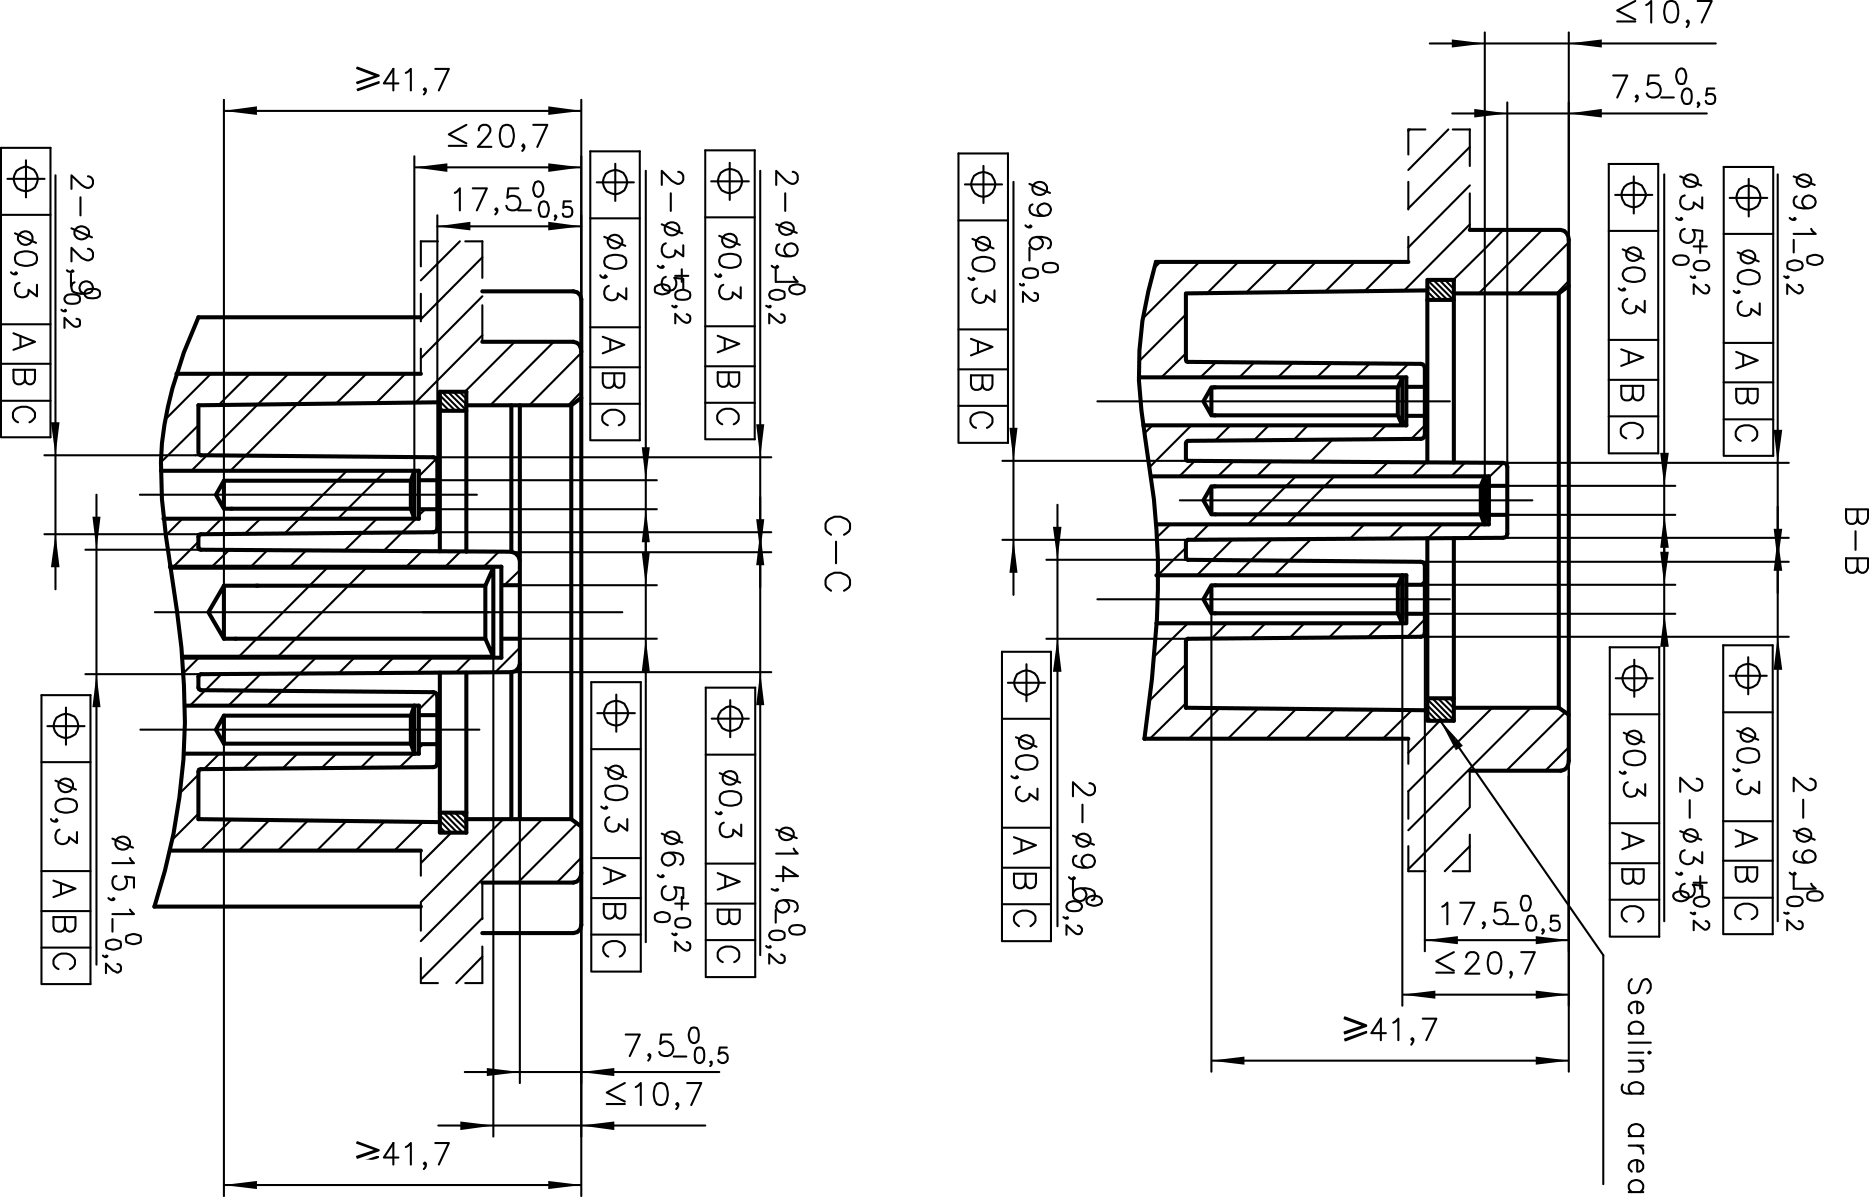 ≤10,7
7,5 0 −0,5
≥41,7
≤20,7
17,5 0 −0,5
⌖ ø0,3 A B C
2−ø2,9 0 −0,2
⌖ ø0,3 A B C
2−ø3,5 +0,2 0
⌖ ø0,3 A B C
2−ø9,1 0 −0,2
⌖ ø0,3 A B C
ø9,6 0 −0,2
⌖ ø0,3 A B C
ø3,5 +0,2 0
⌖ ø0,3 A B C
ø9,1 0 −0,2
C−C
B−B
⌖ ø0,3 A B C
ø15,1 0 −0,2
⌖ ø0,3 A B C
ø6,5 +0,2 0
⌖ ø0,3 A B C
ø14,6 0 −0,2
⌖ ø0,3 A B C
2−ø9,6 0 −0,2
⌖ ø0,3 A B C
2−ø3,5 +0,2 0
⌖ ø0,3 A B C
2−ø9,1 0 −0,2
17,5 0 −0,5
≤20,7
≥41,7
Sealing area
7,5 0 −0,5
≤10,7
≥41,7